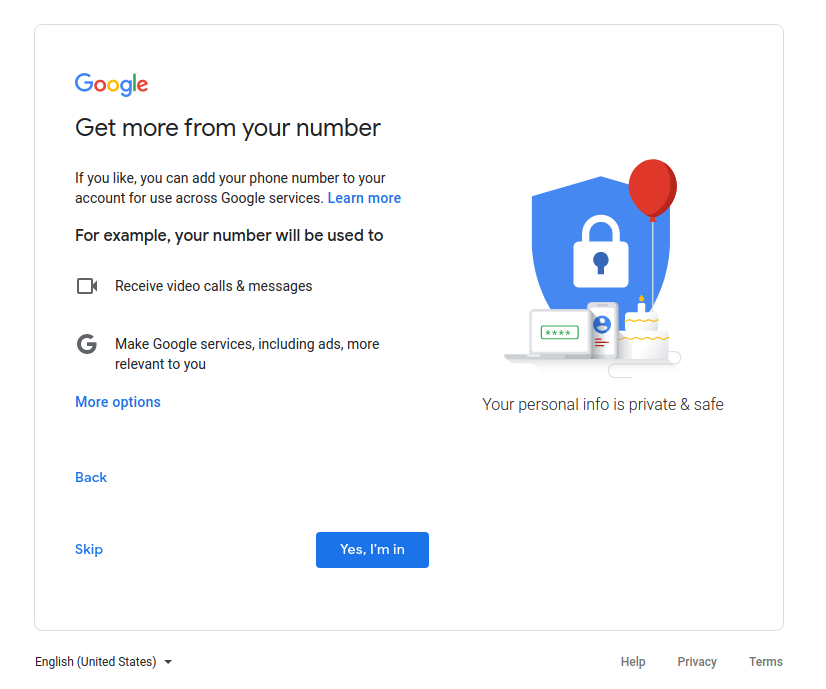 Google
Get more from your number
If you like, you can add your phone number to your
account for use across Google services. Learn more
For example, your number will be used to
Receive video calls & messages
G
Make Google services, including ads, more
relevant to you
More options
****
Your personal info is private & safe
Back
Skip
Yes, I'm in
English (United States)
Help
Privacy
Terms